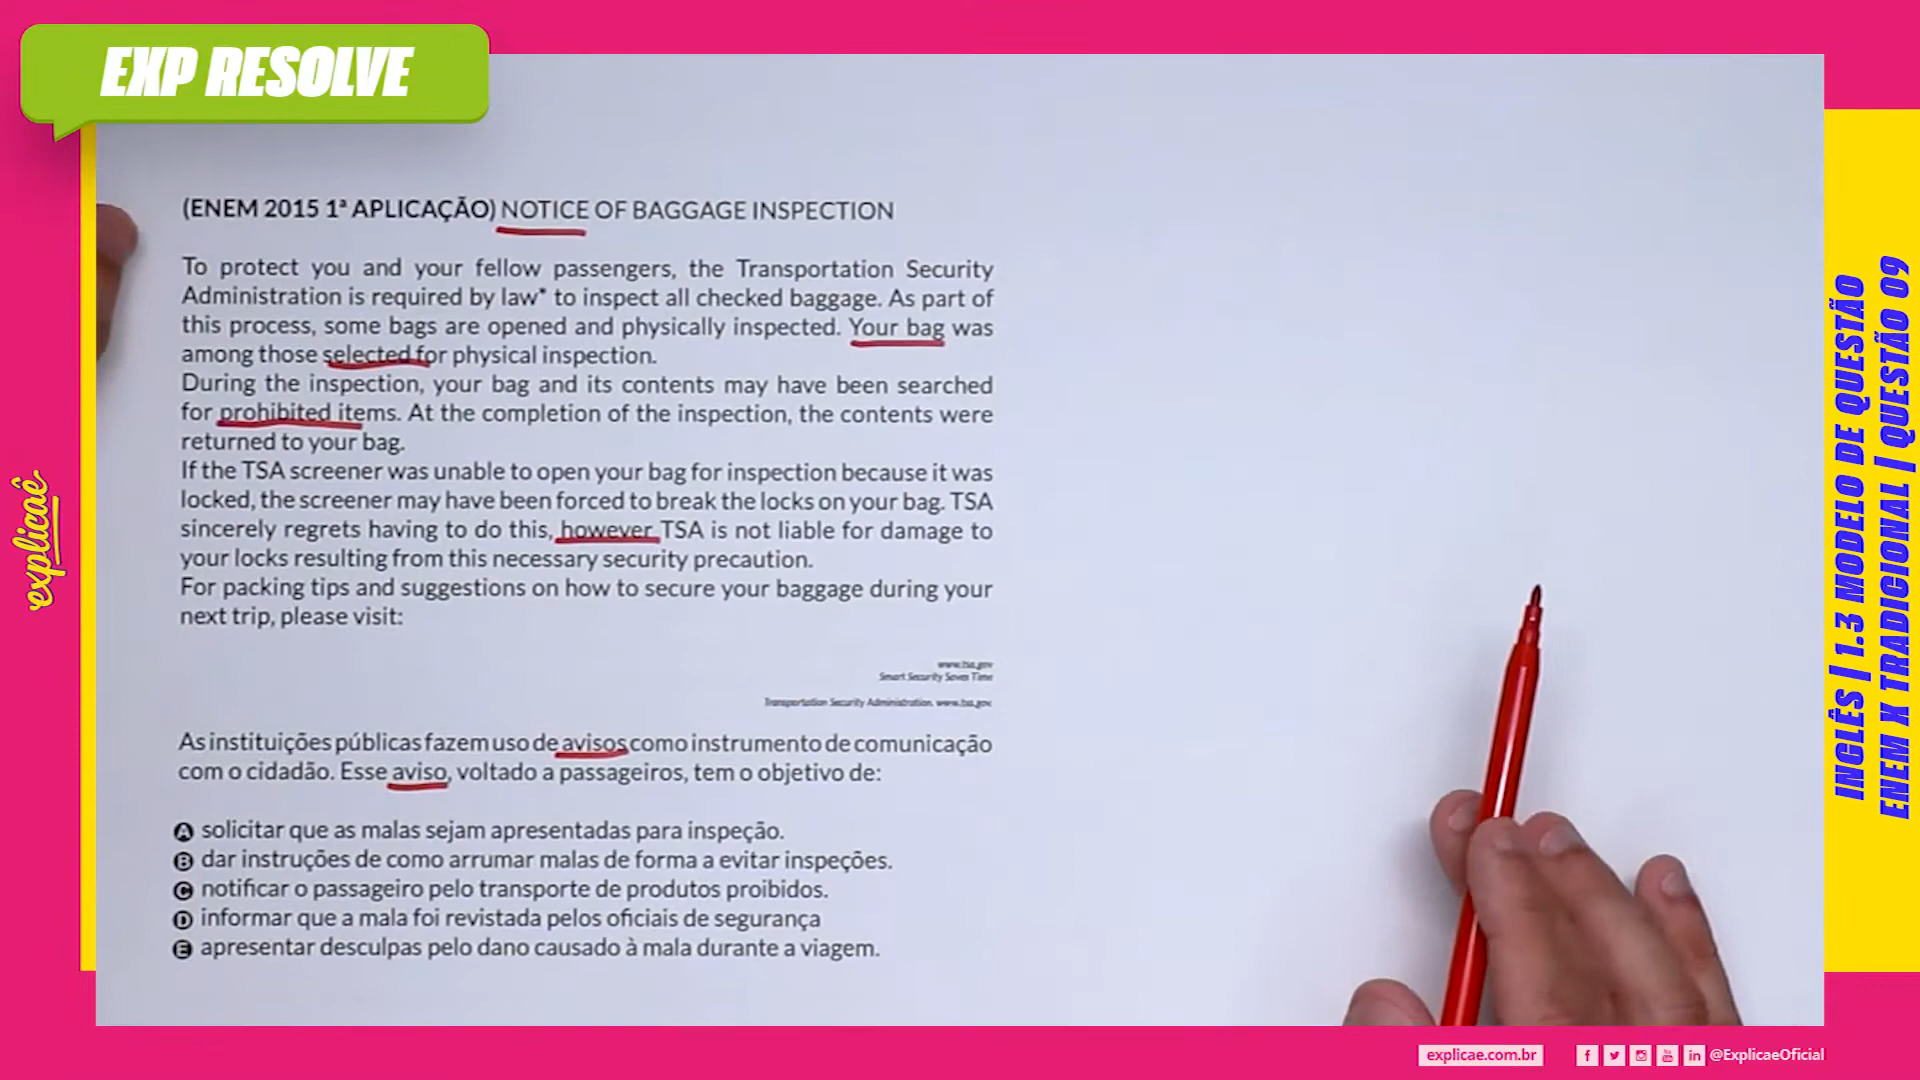 EXP RESOLVE
(ENEM 2015 1ª APLICAÇÃO) NOTICE OF BAGGAGE INSPECTION
To protect you and your fellow passengers, the Transportation Security
Administration is required by law* to inspect all checked baggage. As part of
this process, some bags are opened and physically inspected. Your bag was
among those selected for physical inspection.
During the inspection, your bag and its contents may have been searched
for prohibited items. At the completion of the inspection, the contents were
returned to your bag.
If the TSA screener was unable to open your bag for inspection because it was
locked, the screener may have been forced to break the locks on your bag. TSA
sincerely regrets having to do this, however TSA is not liable for damage to
your locks resulting from this necessary security precaution.
For packing tips and suggestions on how to secure your baggage during your
next trip, please visit:
www.tsa.gov
Smart Security Saves Time
Transportation Security Administration. www.tsa.gov.
As instituições públicas fazem uso de avisos como instrumento de comunicação
com o cidadão. Esse aviso, voltado a passageiros, tem o objetivo de:
A solicitar que as malas sejam apresentadas para inspeção.
B dar instruções de como arrumar malas de forma a evitar inspeções.
C notificar o passageiro pelo transporte de produtos proibidos.
D informar que a mala foi revistada pelos oficiais de segurança
E apresentar desculpas pelo dano causado à mala durante a viagem.
explicaê
INGLÊS | 1.3 MODELO DE QUESTÃO
ENEM X TRADICIONAL | QUESTÃO 09
explicae.com.br
@ExplicaeOficial